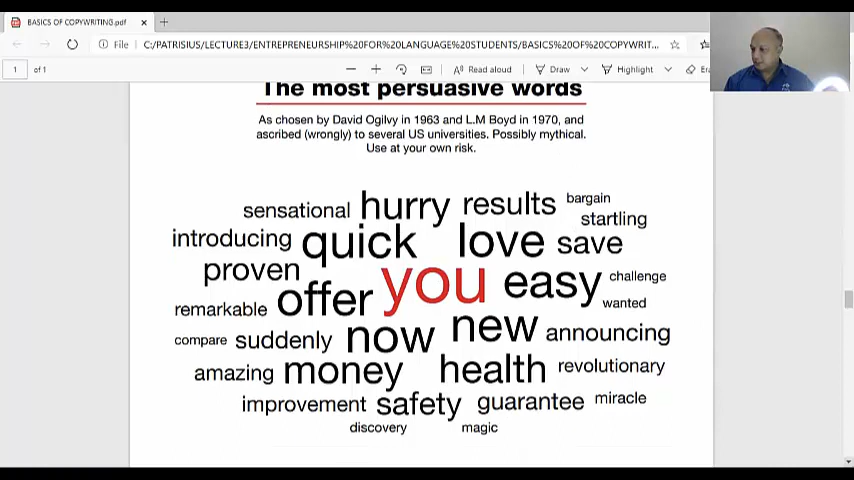 BASICS OF COPYWRITING.pdf
File C:/PATRISIUS/LECTURE3/ENTREPRENEURSHIP%20FOR%20LANGUAGE%20STUDENTS/BASICS%20OF%20COPYWRIT...
1 of 1 Read aloud Draw Highlight
The most persuasive words
As chosen by David Ogilvy in 1963 and L.M Boyd in 1970, and
ascribed (wrongly) to several US universities. Possibly mythical.
Use at your own risk.
sensational hurry results bargain
startling
introducing quick love save
proven you easy challenge
remarkable offer wanted
compare suddenly now new announcing
amazing money health revolutionary
improvement safety guarantee miracle
discovery magic